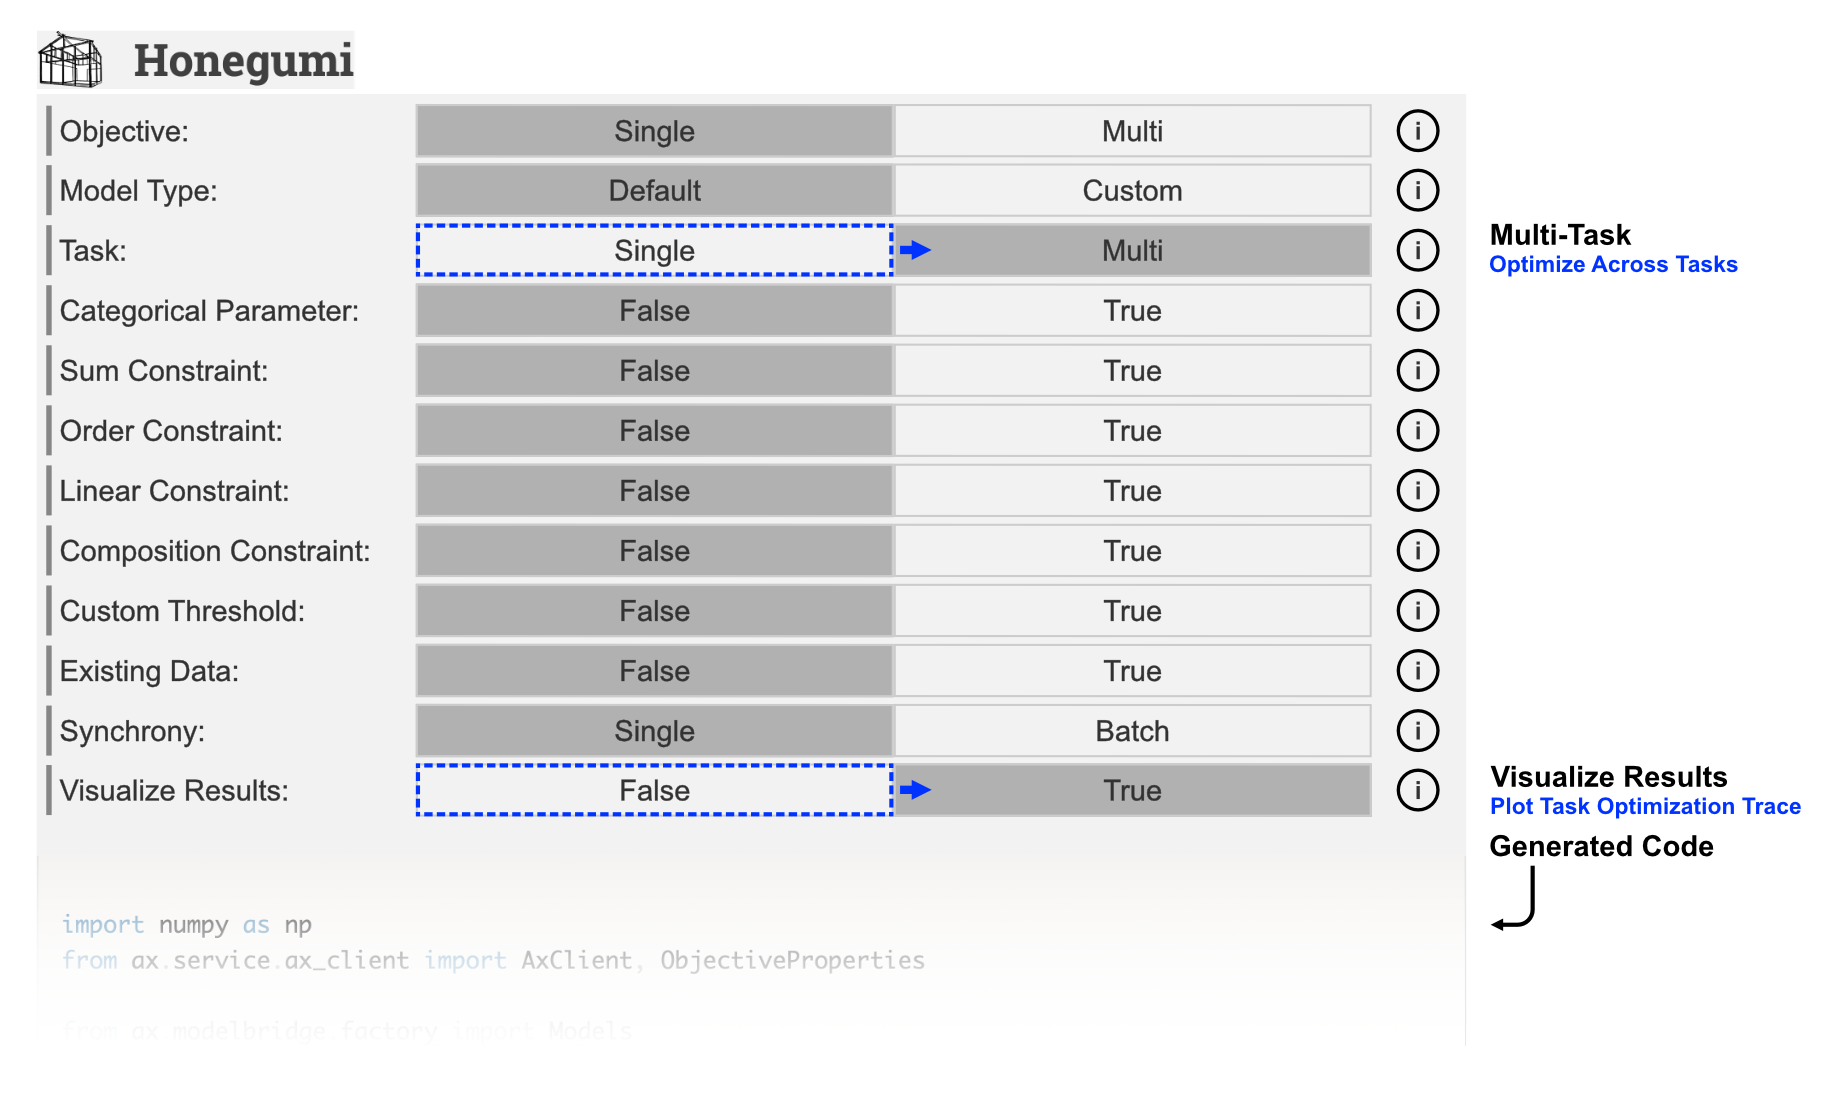 Honegumi
Objective: Single Multi i
Model Type: Default Custom i
Task: Single Multi i
Multi-Task
Optimize Across Tasks
Categorical Parameter: False True i
Sum Constraint: False True i
Order Constraint: False True i
Linear Constraint: False True i
Composition Constraint: False True i
Custom Threshold: False True i
Existing Data: False True i
Synchrony: Single Batch i
Visualize Results: False True i
Visualize Results
Plot Task Optimization Trace
Generated Code
import numpy as np
from ax.service.ax_client import AxClient, ObjectiveProperties
from ax modelbridge factory import Models